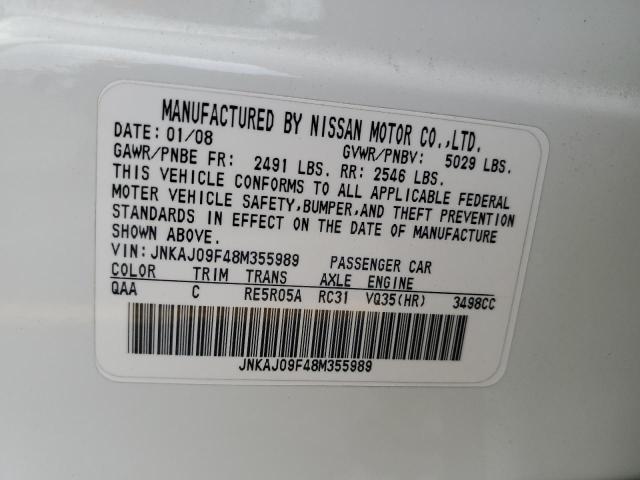 MANUFACTURED BY NISSAN MOTOR CO.,LTD.
DATE: 01/08 GVWR/PNBV: 5029 LBS.
GAWR/PNBE FR: 2491 LBS. RR: 2546 LBS.
THIS VEHICLE CONFORMS TO ALL APPLICABLE FEDERAL
MOTER VEHICLE SAFETY,BUMPER,AND THEFT PREVENTION
STANDARDS IN EFFECT ON THE DATE OF MANUFACTURE
SHOWN ABOVE.
VIN:JNKAJ09F48M355989 PASSENGER CAR
COLOR TRIM TRANS AXLE ENGINE
QAA C RE5R05A RC31 VQ35(HR) 3498CC
JNKAJ09F48M355989